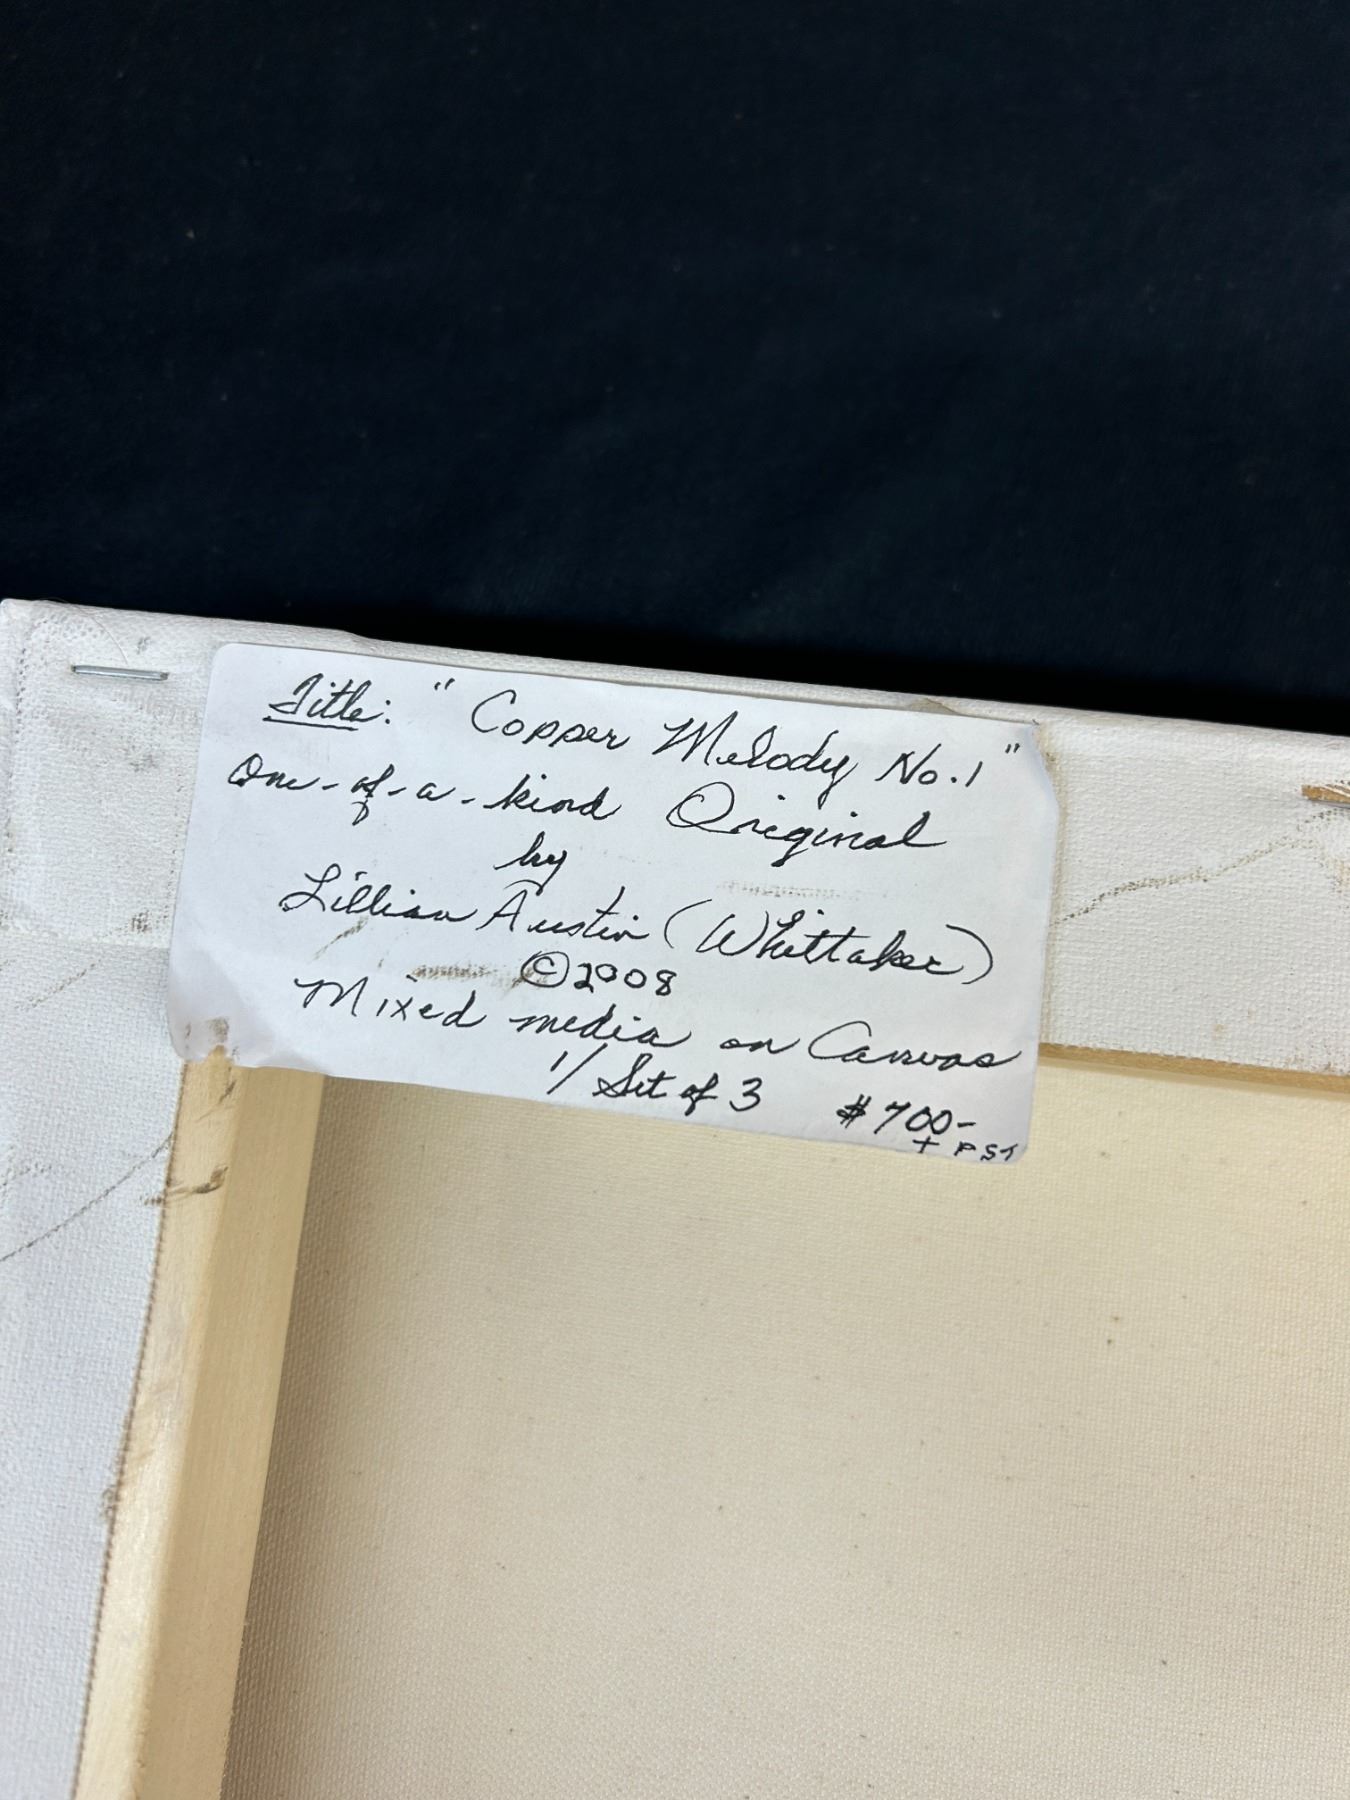 Title: "Copper Melody No.1"
One-of-a-kind Original
by
Lillian Austin (Whittaker)
©2008
Mixed media on Canvas
1/ Set of 3 $700-
+ PST